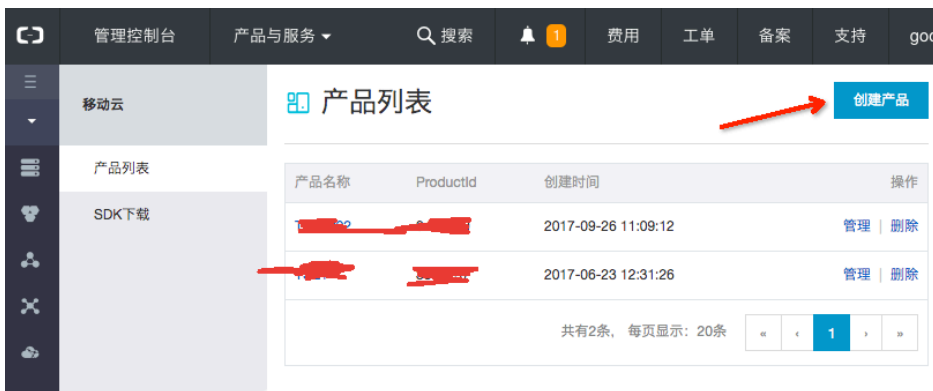 管理控制台 产品与服务 搜索 1 费用 工单 备案 支持
移动云
产品列表
创建产品
产品列表
SDK下载
产品名称 ProductId 创建时间 操作
2017-09-26 11:09:12 管理 | 删除
2017-06-23 12:31:26 管理 | 删除
共有2条, 每页显示: 20条 « ‹ 1 › »